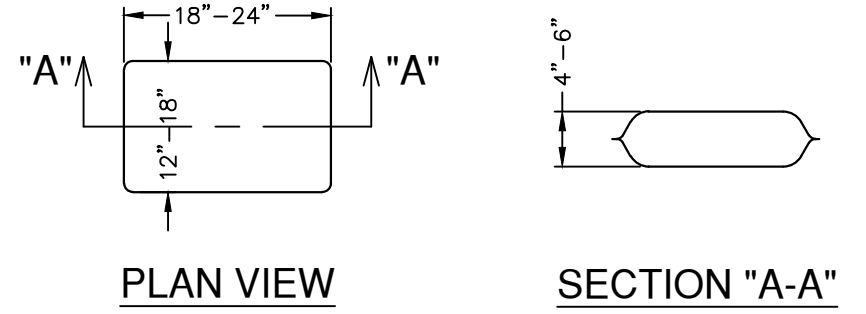 18"-24"
"A"
"A"
12"-18"
4"-6"
PLAN VIEW
SECTION "A-A"